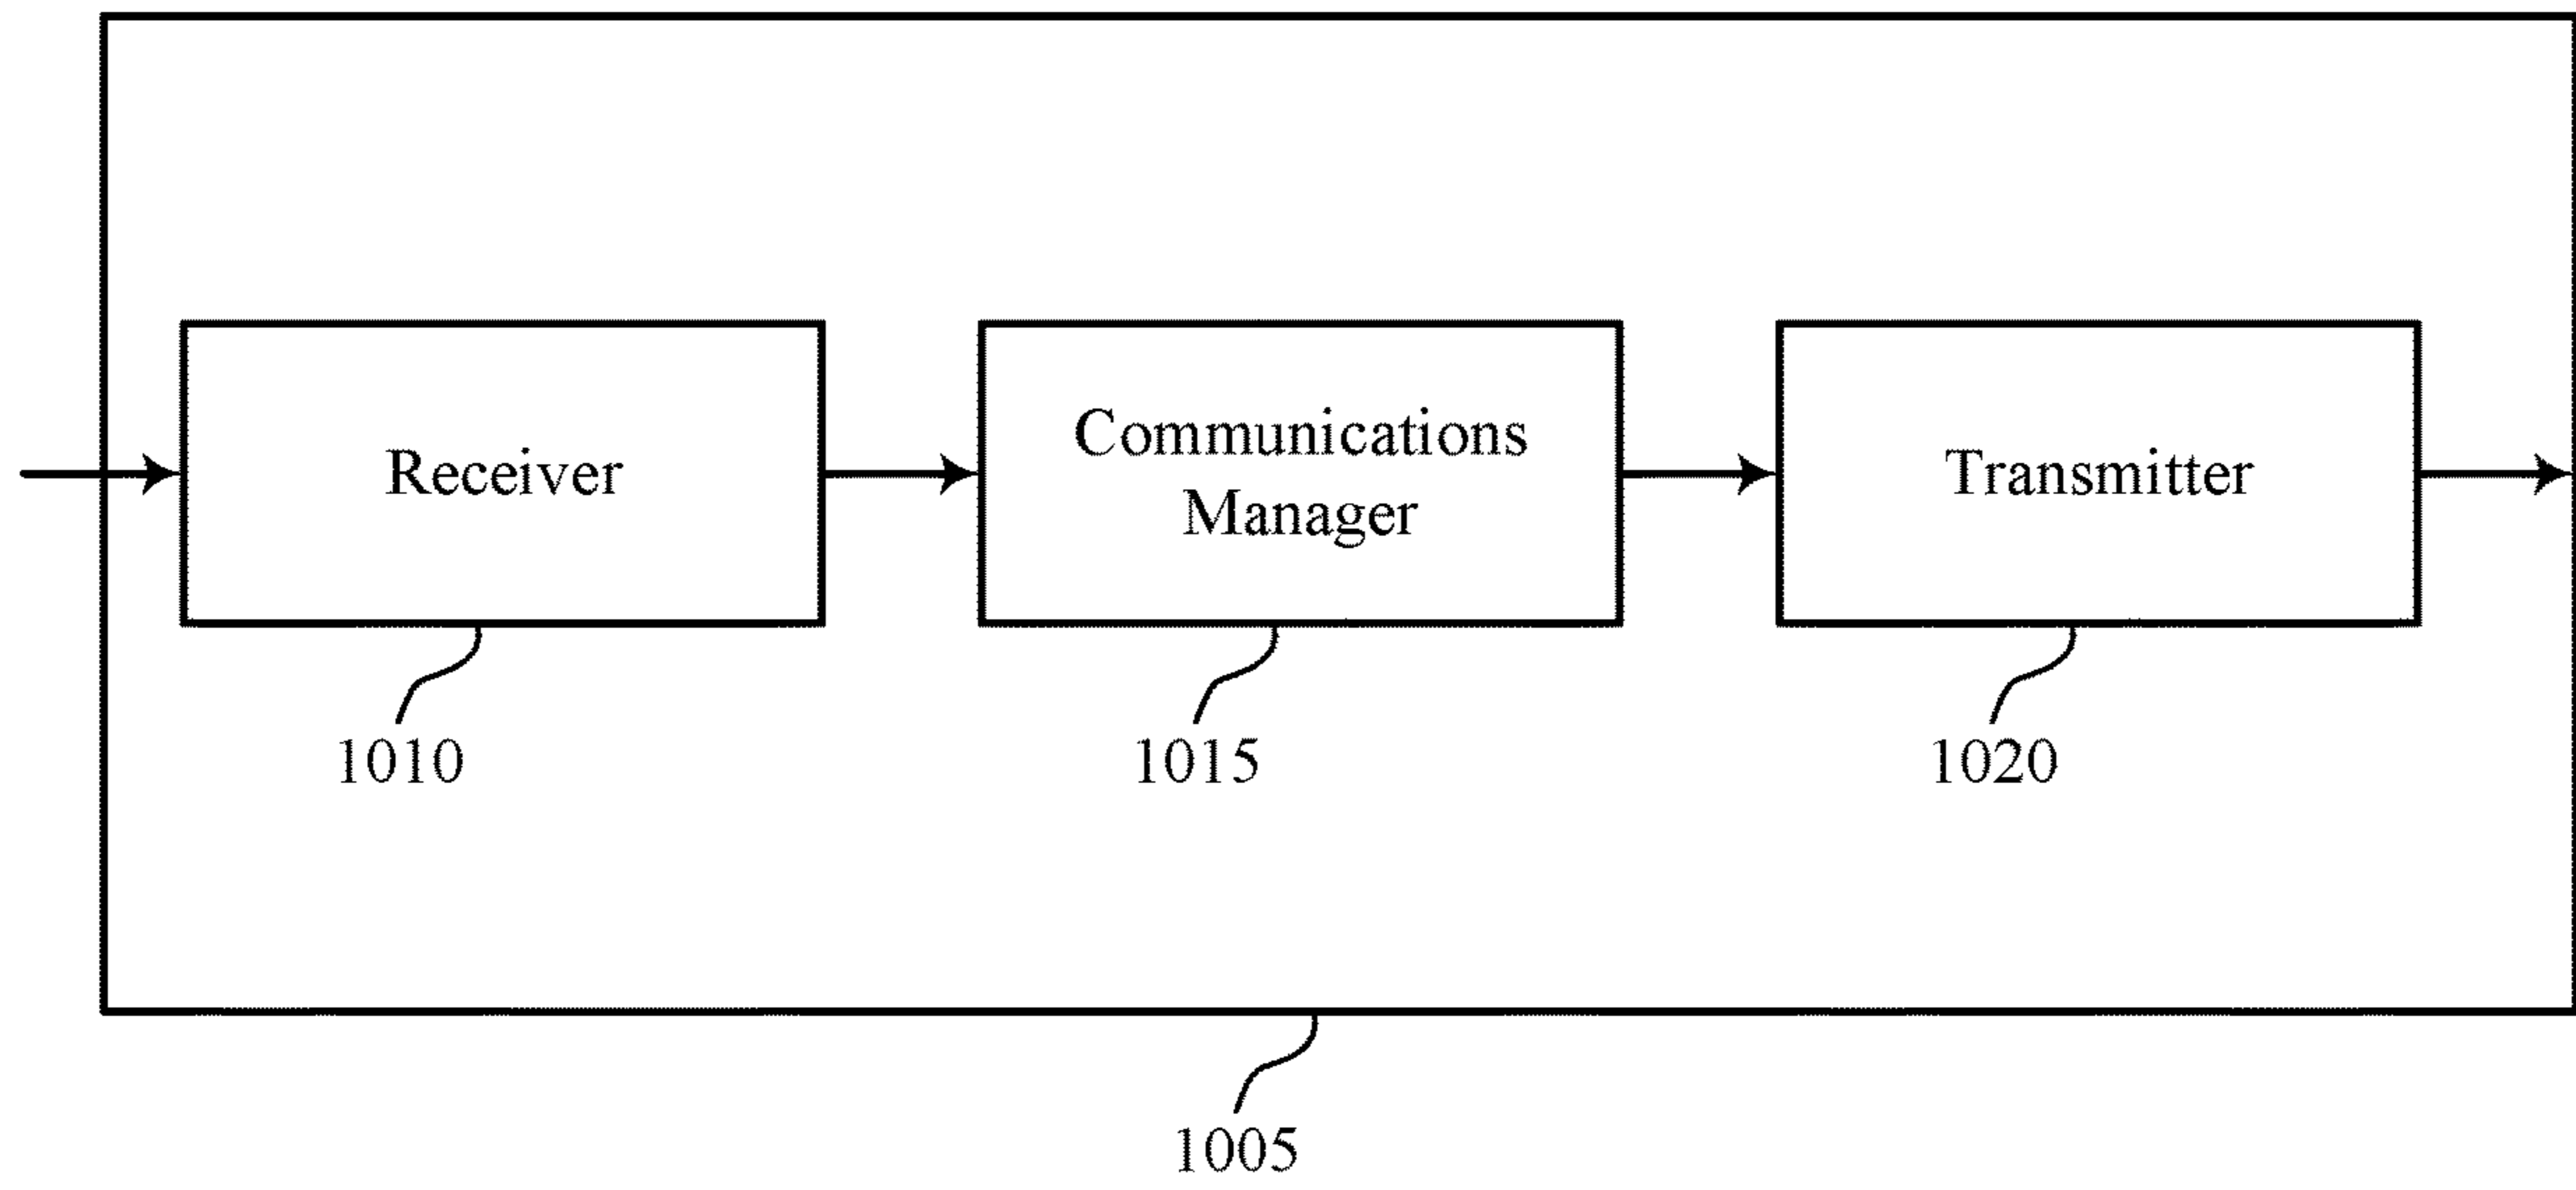 Receiver
Communications
Manager
Transmitter
1010
1015
1020
1005